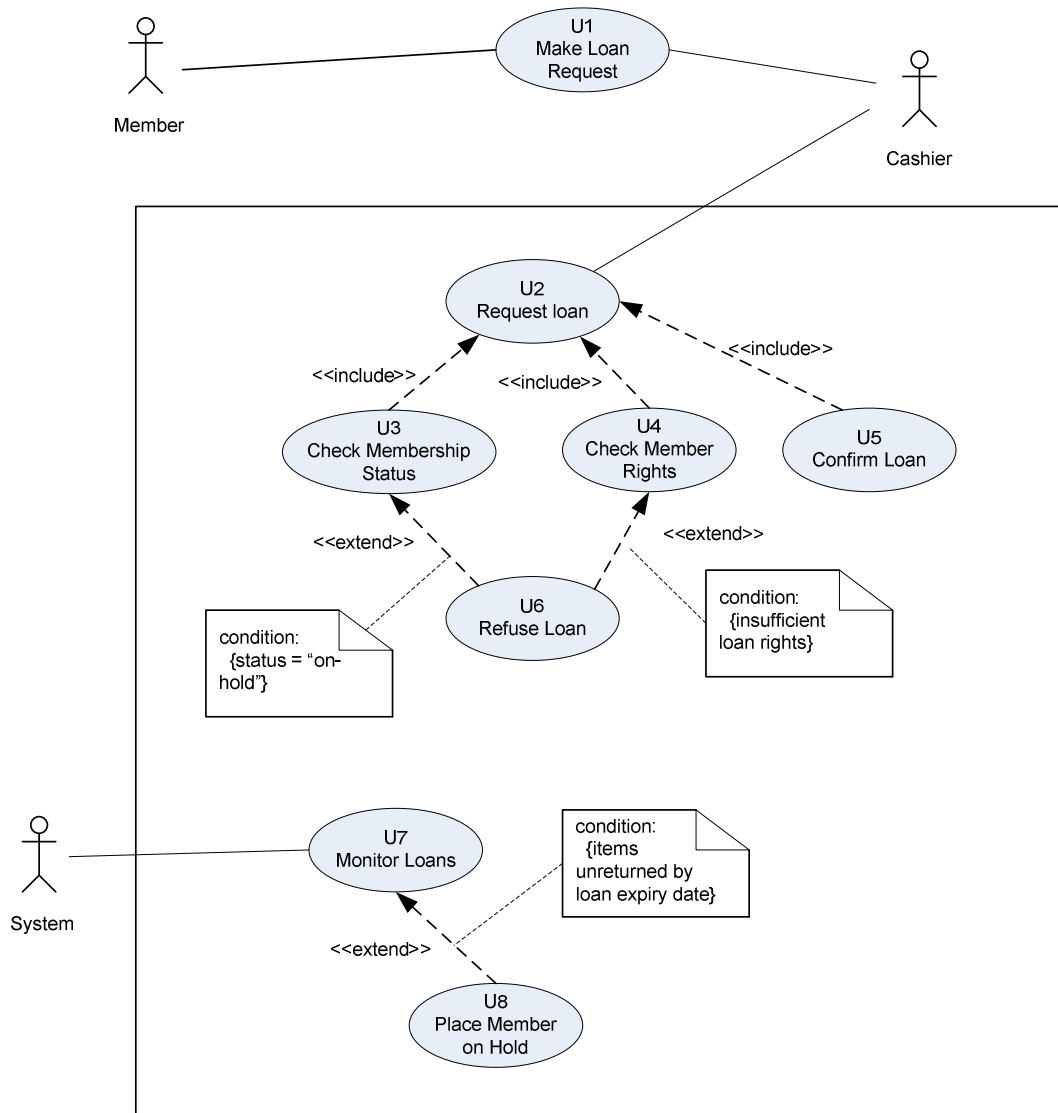 U1
Make Loan
Request
Member
Cashier
U2
Request loan
<<include>>
<<include>>
<<include>>
U3
Check Membership
Status
U4
Check Member
Rights
U5
Confirm Loan
<<extend>>
<<extend>>
U6
Refuse Loan
condition:
{status = “on-
hold”}
condition:
{insufficient
loan rights}
U7
Monitor Loans
condition:
{items
unreturned by
loan expiry date}
System
<<extend>>
U8
Place Member
on Hold